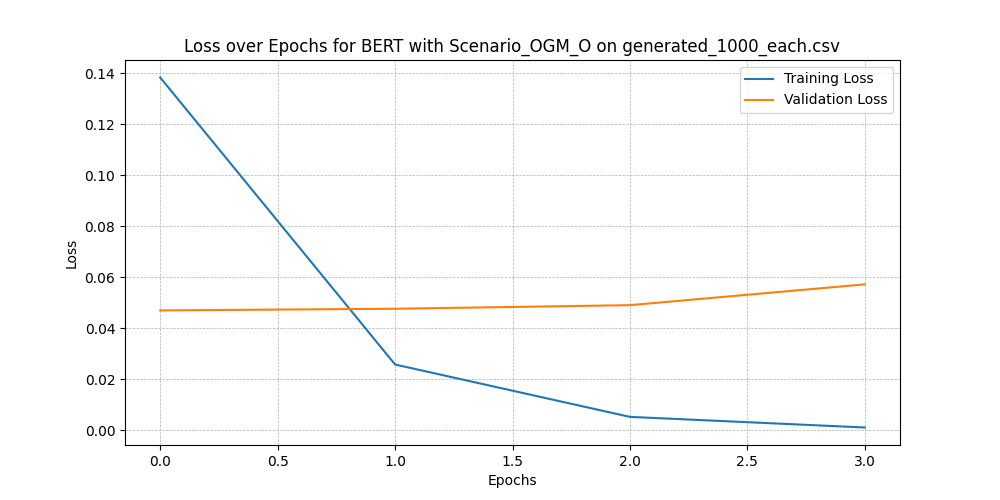 Loss over Epochs for BERT with Scenario_OGM_O on generated_1000_each.csv
Training Loss
Validation Loss
0.14
0.12
0.10
0.08
0.06
0.04
0.02
0.00
Loss
0.0 0.5 1.0 1.5 2.0 2.5 3.0
Epochs